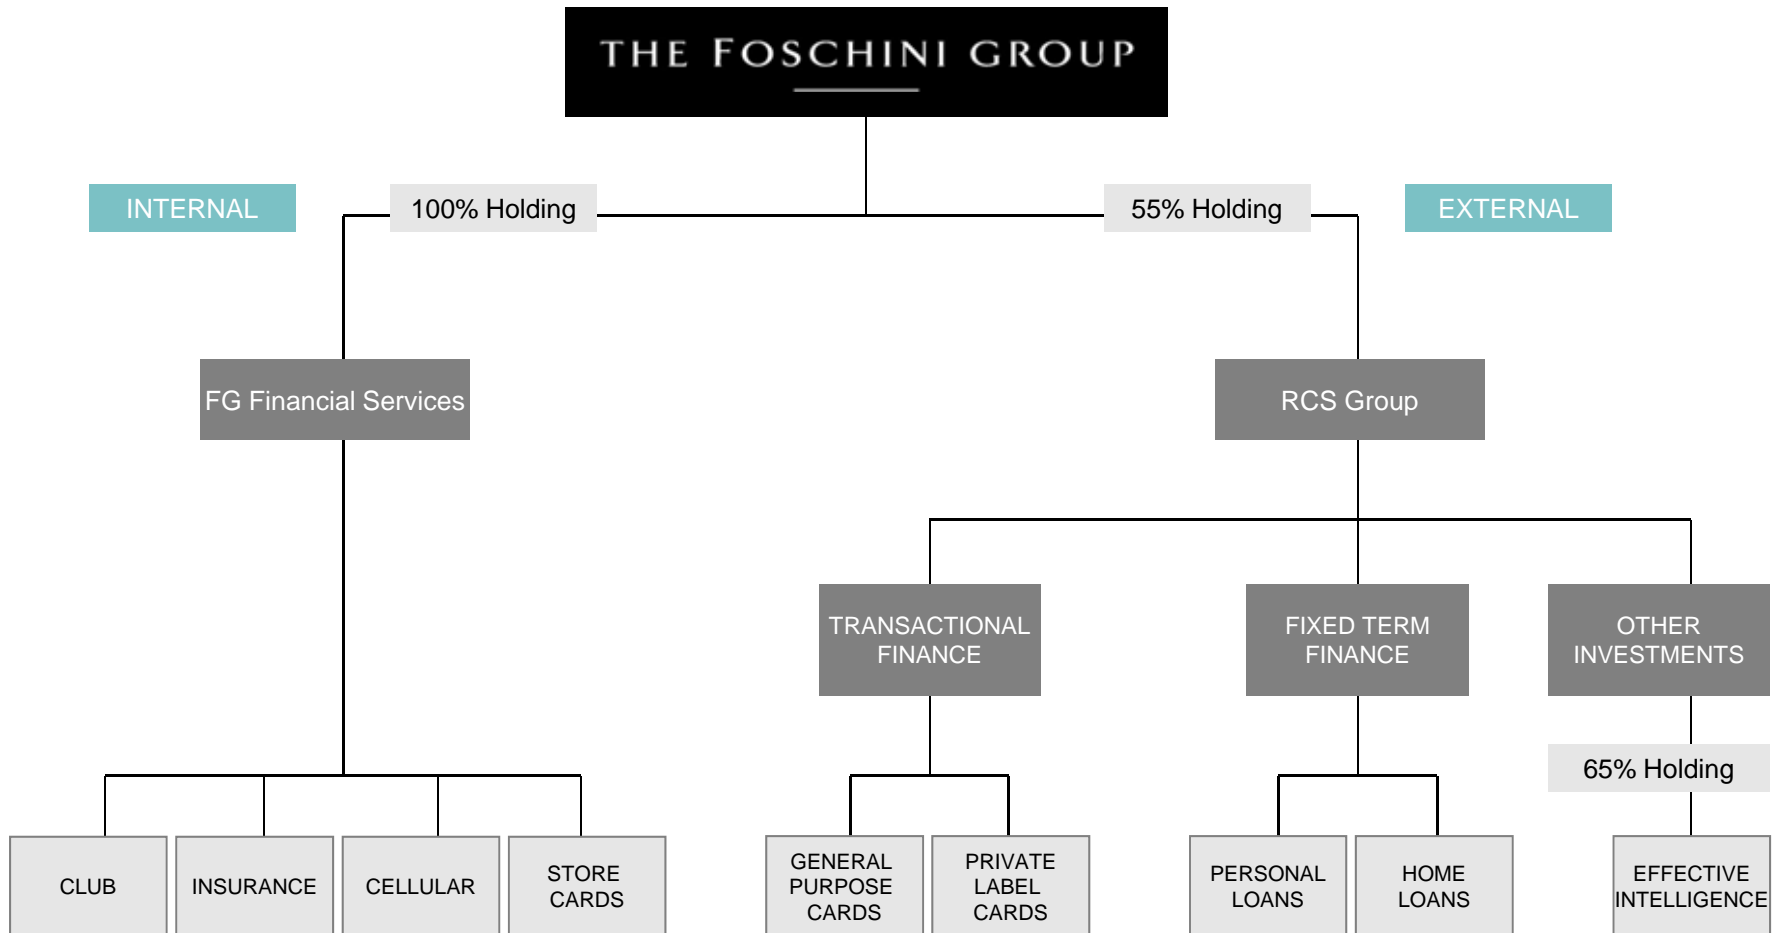 THE FOSCHINI GROUP
INTERNAL
100% Holding
55% Holding
EXTERNAL
FG Financial Services
RCS Group
TRANSACTIONAL
FINANCE
FIXED TERM
FINANCE
OTHER
INVESTMENTS
65% Holding
CLUB
INSURANCE
CELLULAR
STORE
CARDS
GENERAL
PURPOSE
CARDS
PRIVATE
LABEL
CARDS
PERSONAL
LOANS
HOME
LOANS
EFFECTIVE
INTELLIGENCE